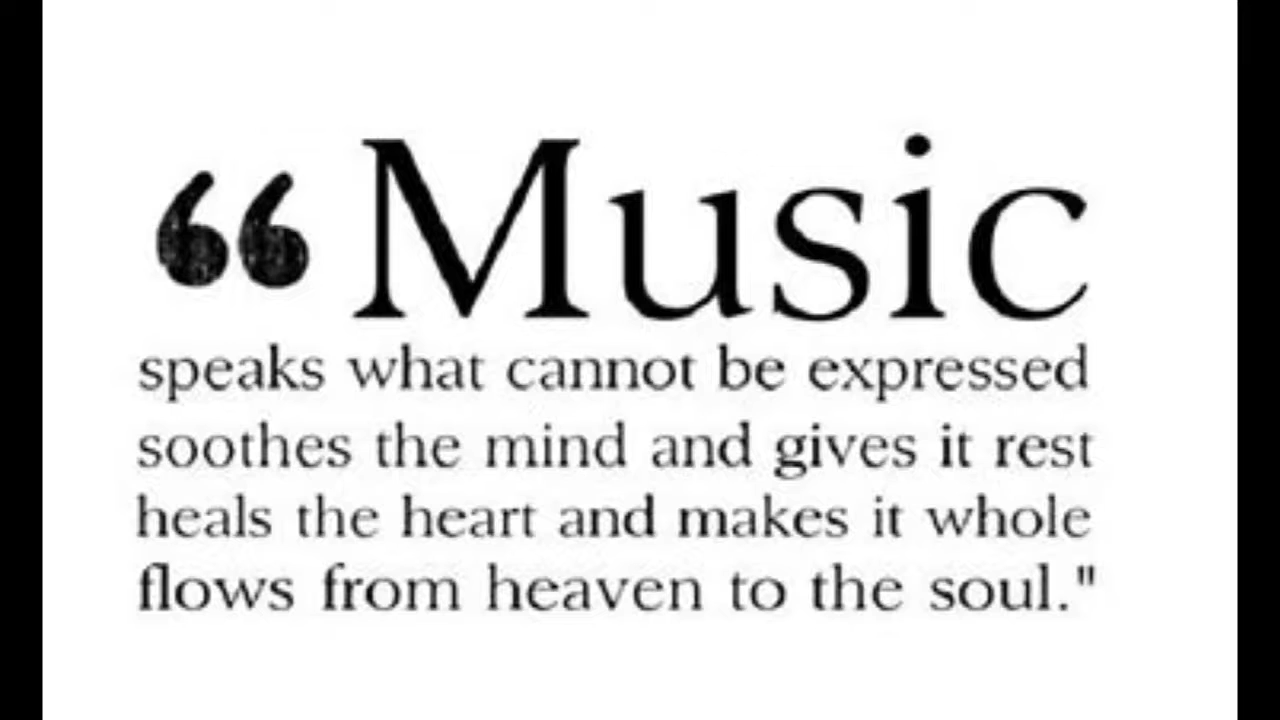 “Music
speaks what cannot be expressed
soothes the mind and gives it rest
heals the heart and makes it whole
flows from heaven to the soul."